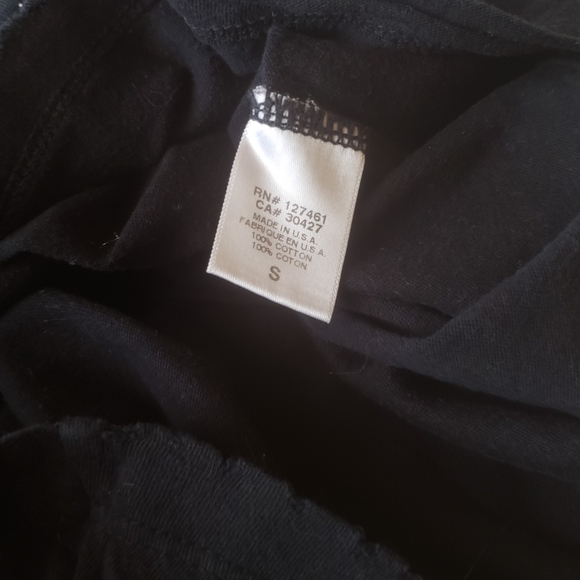 RN# 127461
CA# 30427
MADE IN U.S.A.
FABRIQUE EN U.S.A.
100% COTTON
100% COTON
S